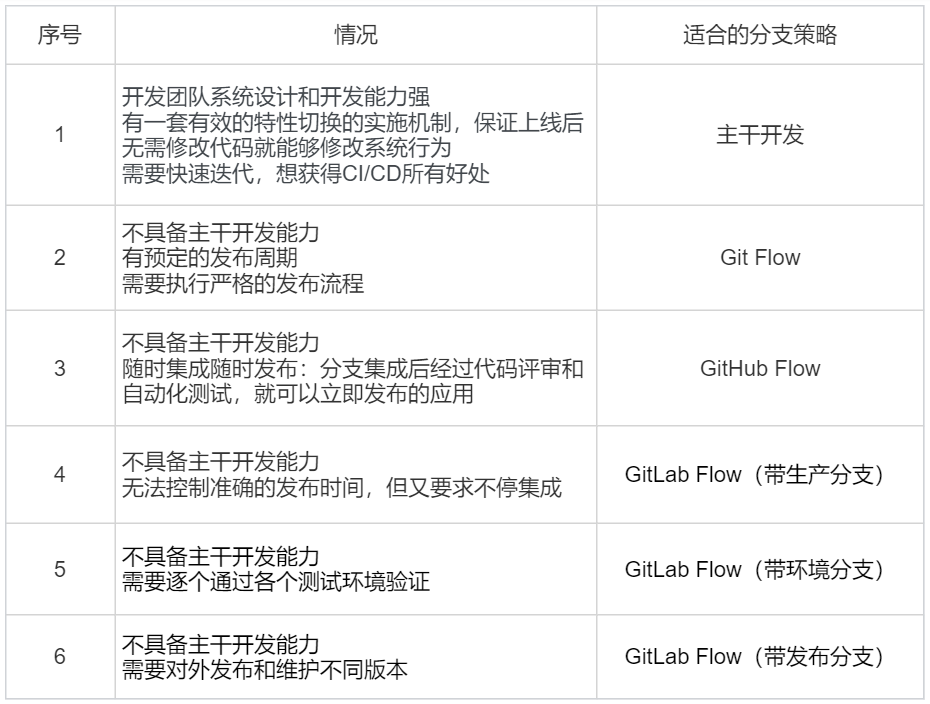 序号 情况 适合的分支策略
1
开发团队系统设计和开发能力强
有一套有效的特性切换的实施机制，保证上线后
无需修改代码就能够修改系统行为
需要快速迭代，想获得CI/CD所有好处
主干开发
2
不具备主干开发能力
有预定的发布周期
需要执行严格的发布流程
Git Flow
3
不具备主干开发能力
随时集成随时发布：分支集成后经过代码评审和
自动化测试，就可以立即发布的应用
GitHub Flow
4
不具备主干开发能力
无法控制准确的发布时间，但又要求不停集成
GitLab Flow（带生产分支）
5
不具备主干开发能力
需要逐个通过各个测试环境验证
GitLab Flow（带环境分支）
6
不具备主干开发能力
需要对外发布和维护不同版本
GitLab Flow（带发布分支）